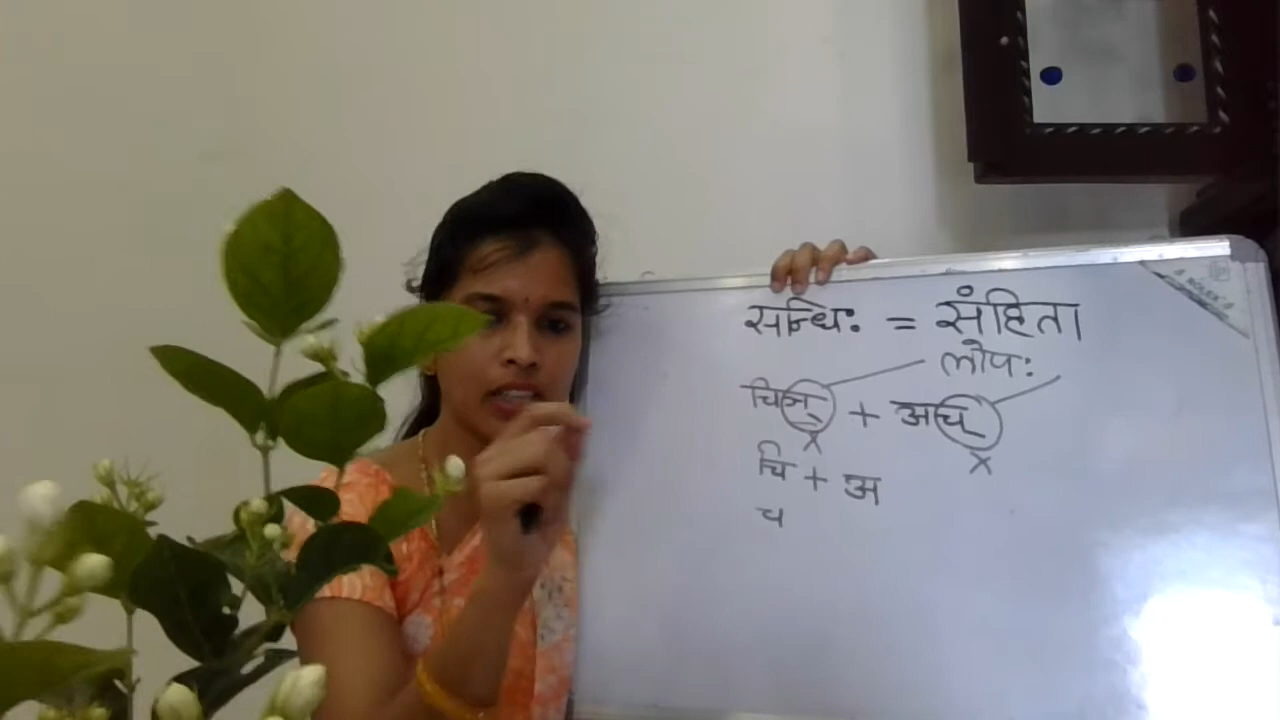 सन्धिः = संहिता
लोपः
चिञ् + अच्
x x
चि + अ
च